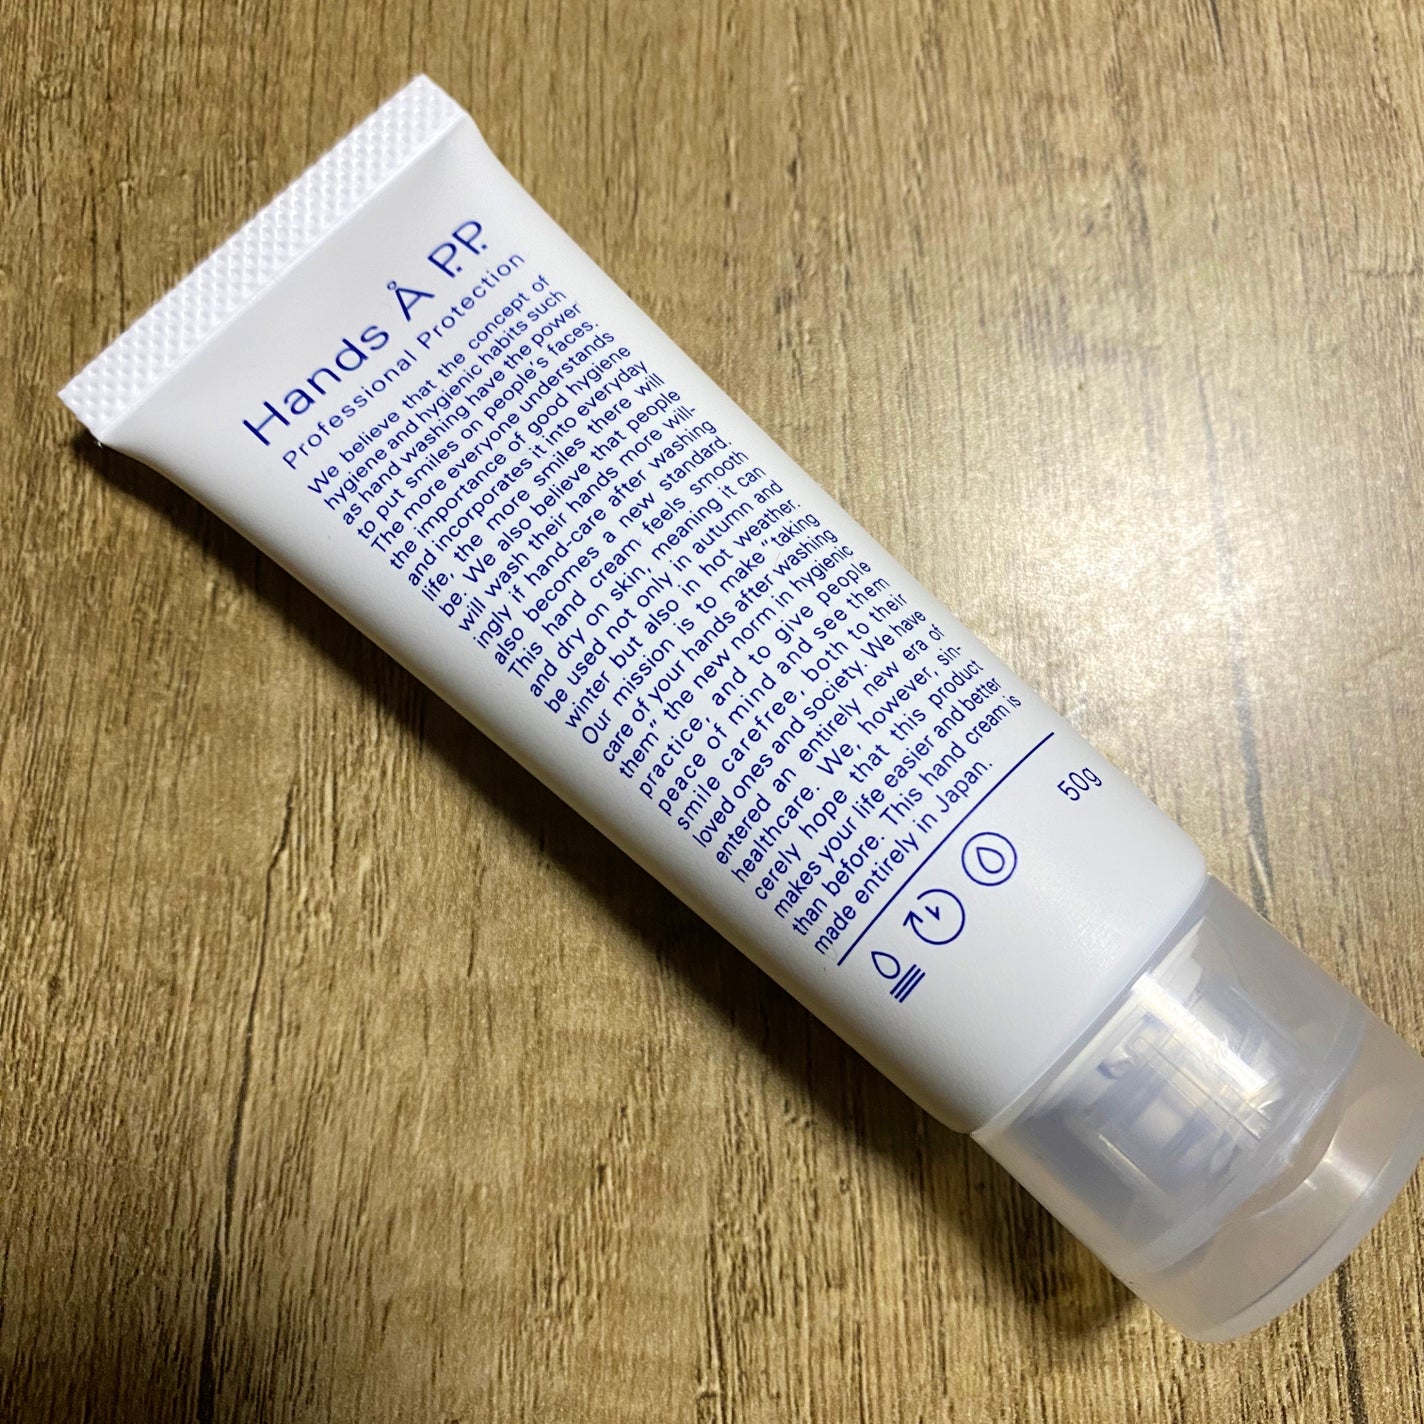 Hands Å P.P.
Professional Protection
We believe that the concept of
hygiene and hygienic habits such
as hand washing have the power
to put smiles on people's faces.
The more everyone understands
the importance of good hygiene
and incorporates it into everyday
life, the more smiles there will
be. We also believe that people
will wash their hands more will-
ingly if hand-care after washing
also becomes a new standard.
This hand cream feels smooth
and dry on skin, meaning it can
be used not only in autumn and
winter but also in hot weather.
Our mission is to make "taking
care of your hands after washing
them" the new norm in hygienic
practice, and to give people
peace of mind and see them
smile carefree, both to their
loved ones and society. We have
entered an entirely new era of
healthcare. We, however, sin-
cerely hope that this product
makes your life easier and better
than before. This hand cream is
made entirely in Japan.
50g